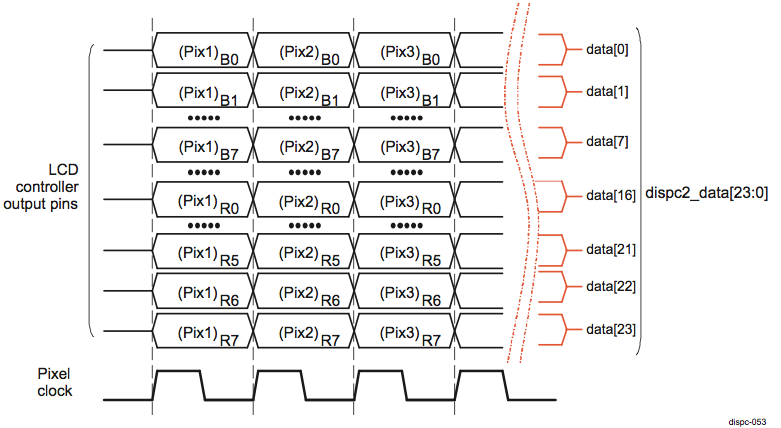 (Pix1)B0 (Pix2)B0 (Pix3)B0 data[0]
(Pix1)B1 (Pix2)B1 (Pix3)B1 data[1]
(Pix1)B7 (Pix2)B7 (Pix3)B7 data[7]
LCD
controller
output pins
(Pix1)R0 (Pix2)R0 (Pix3)R0 data[16]
dispc2_data[23:0]
(Pix1)R5 (Pix2)R5 (Pix3)R5 data[21]
(Pix1)R6 (Pix2)R6 (Pix3)R6 data[22]
(Pix1)R7 (Pix2)R7 (Pix3)R7 data[23]
Pixel
clock
dispc-053